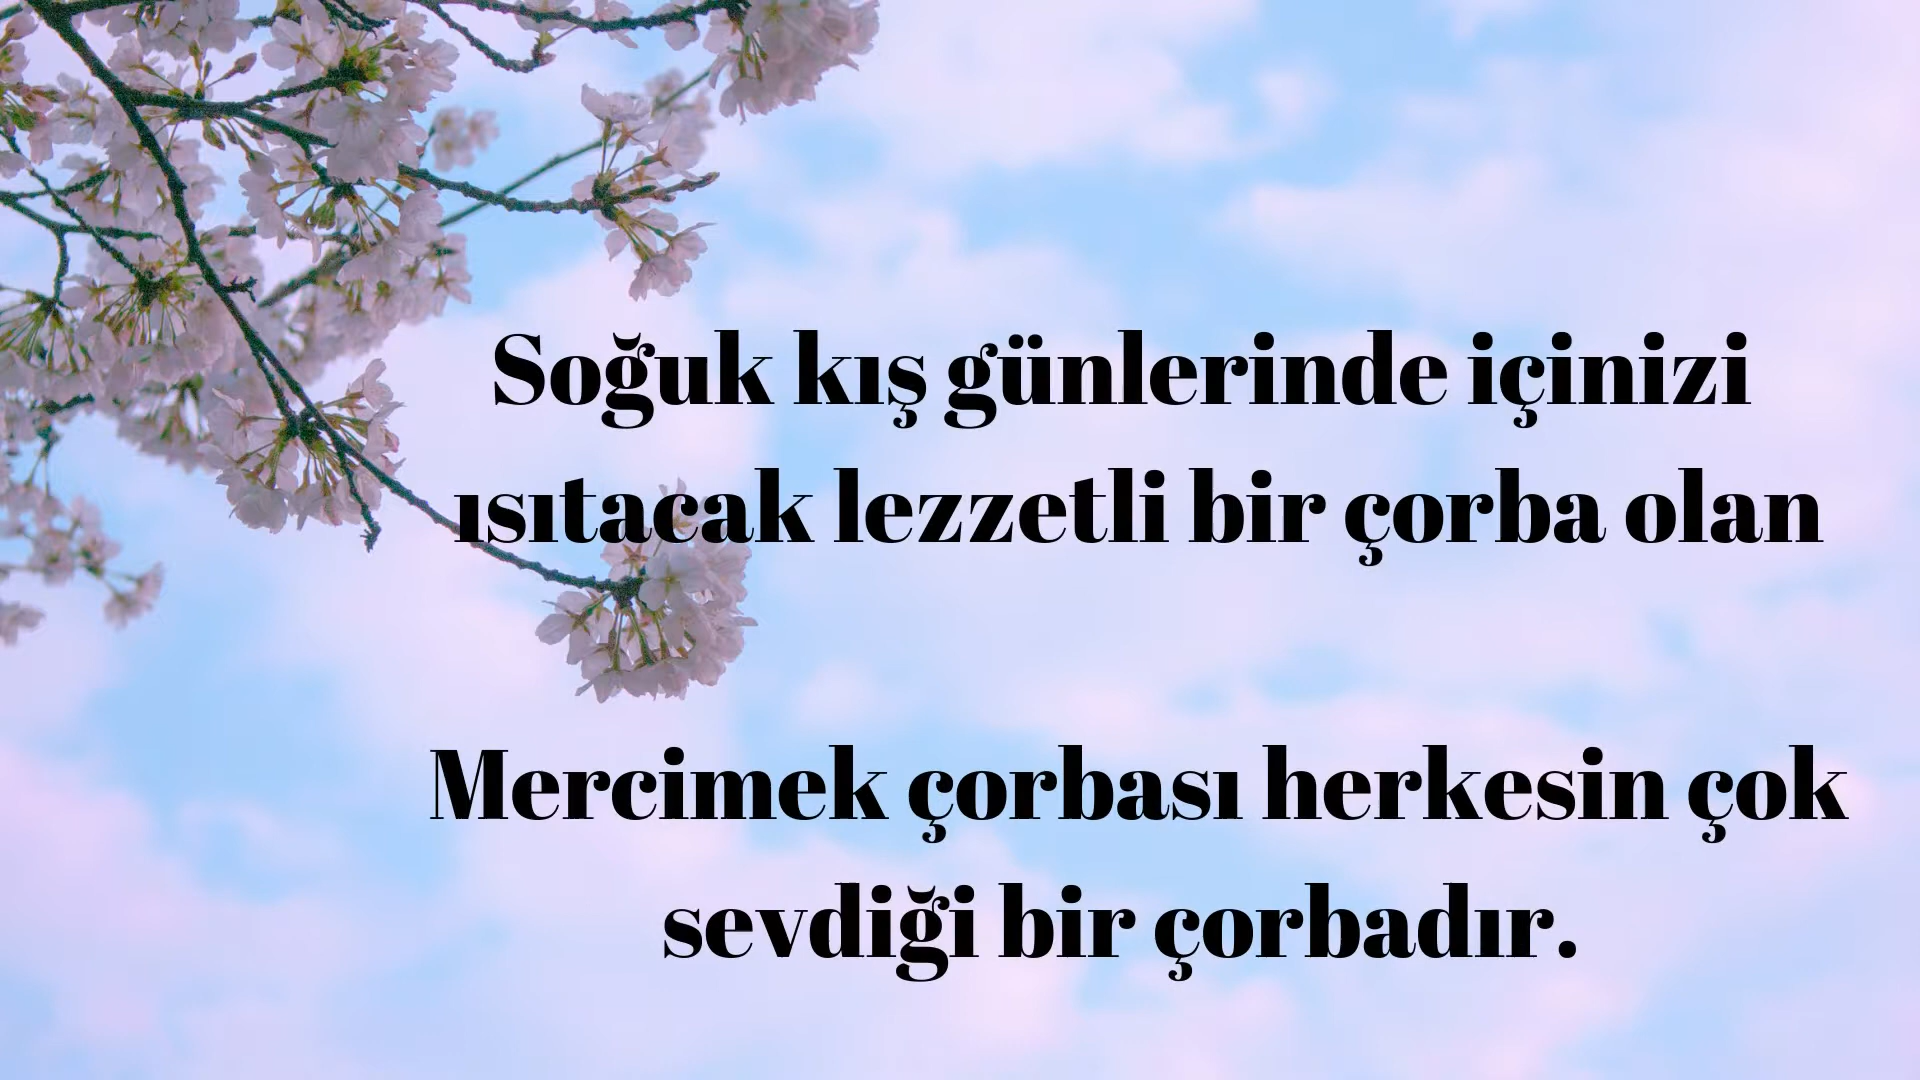 Soğuk kış günlerinde içinizi
ısıtacak lezzetli bir çorba olan
Mercimek çorbası herkesin çok
sevdiği bir çorbadır.